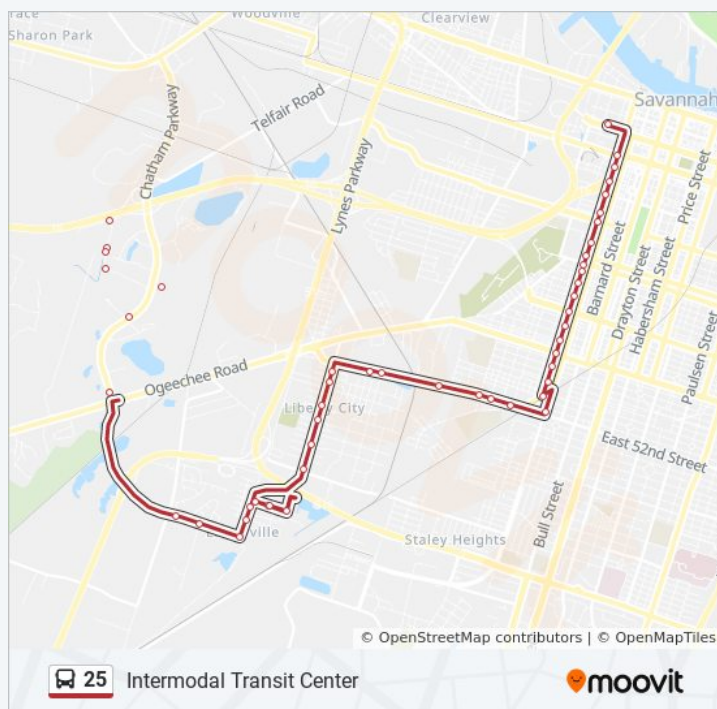 race
Sharon Park
Woodville
Clearview
Savannah
Telfair Road
Chatham Parkway
Lynes Parkway
Price Street
Barnard Street
Drayton Street
Habersham Street
Paulsen Street
Ogeechee Road
Liberty City
East 52nd Street
Bull Street
Staley Heights
© OpenStreetMap contributors | © OpenMapTiles
25 Intermodal Transit Center
moovit